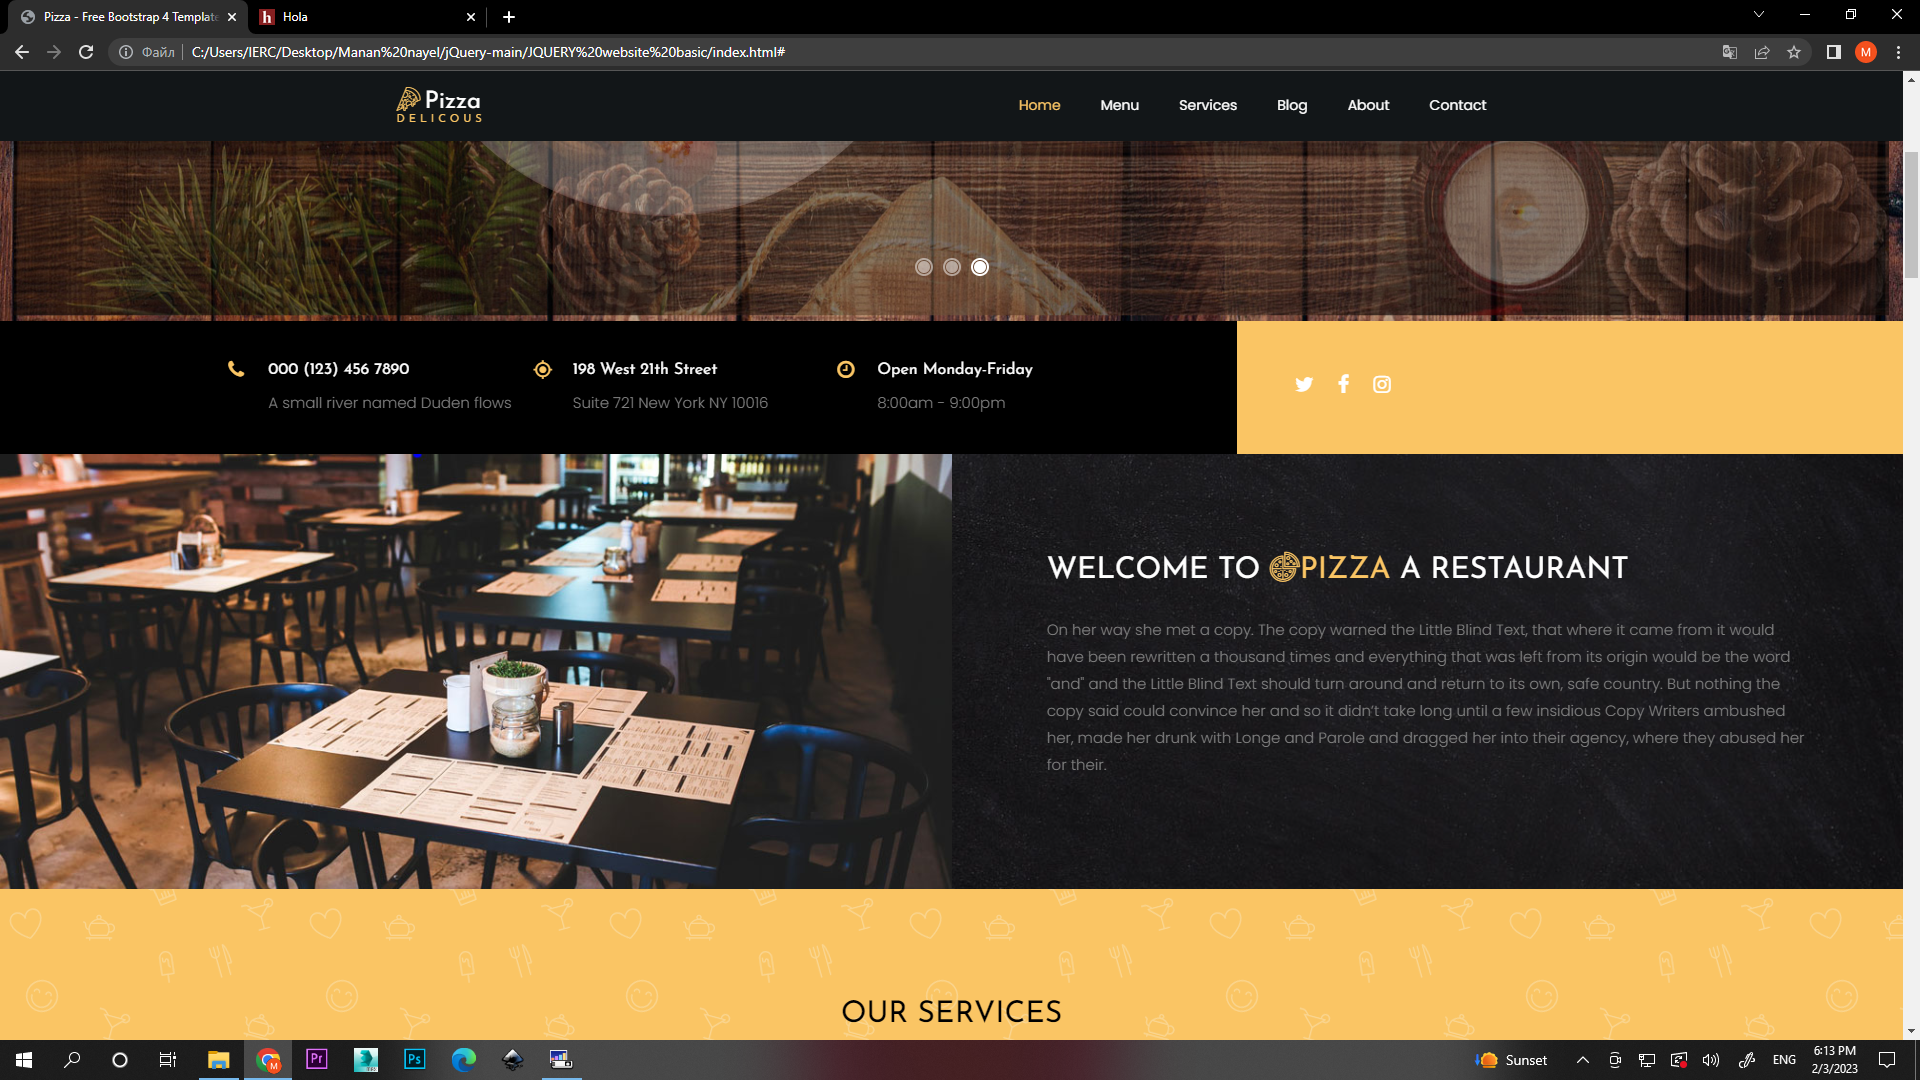 Pizza - Free Bootstrap 4 Template
Hola
Файл
C:/Users/IERC/Desktop/Manan%20nayel/jQuery-main/JQUERY%20website%20basic/index.html#
M
Pizza
DELICOUS
Home
Menu
Services
Blog
About
Contact
000 (123) 456 7890
A small river named Duden flows
198 West 21th Street
Suite 721 New York NY 10016
Open Monday-Friday
8:00am - 9:00pm
WELCOME TO PIZZA A RESTAURANT
On her way she met a copy. The copy warned the Little Blind Text, that where it came from it would
have been rewritten a thousand times and everything that was left from its origin would be the word
"and" and the Little Blind Text should turn around and return to its own, safe country. But nothing the
copy said could convince her and so it didn't take long until a few insidious Copy Writers ambushed
her, made her drunk with Longe and Parole and dragged her into their agency, where they abused her
for their.
OUR SERVICES
M
Pr
Ps
Sunset
ENG
6:13 PM
2/3/2023